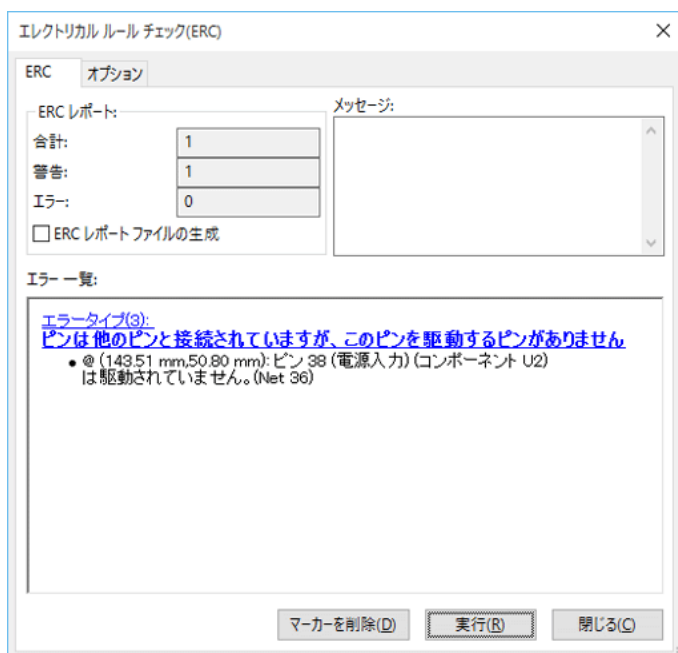 エレクトリカル ルール チェック(ERC)
ERC
オプション
ERC レポート:
メッセージ:
合計:
1
警告:
1
エラー:
0
ERC レポート ファイルの生成
エラー 一覧:
エラータイプ(3):
ピンは他のピンと接続されていますが、このピンを駆動するピンがありません
• @ (143.51 mm,50.80 mm): ピン 38 (電源入力) (コンポーネント U2)
は駆動されていません。(Net 36)
マーカーを削除(D)
実行(R)
閉じる(C)